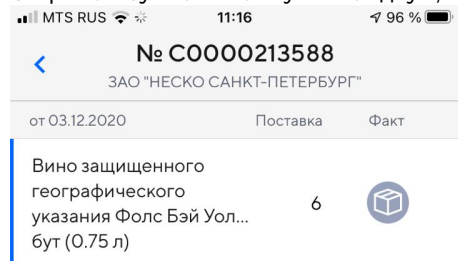 MTS RUS 11:16 96 %
№ С0000213588
ЗАО "НЕСКО САНКТ-ПЕТЕРБУРГ"
от 03.12.2020 Поставка Факт
Вино защищенного
географического
указания Фолс Бэй Уол... 6
бут (0.75 л)